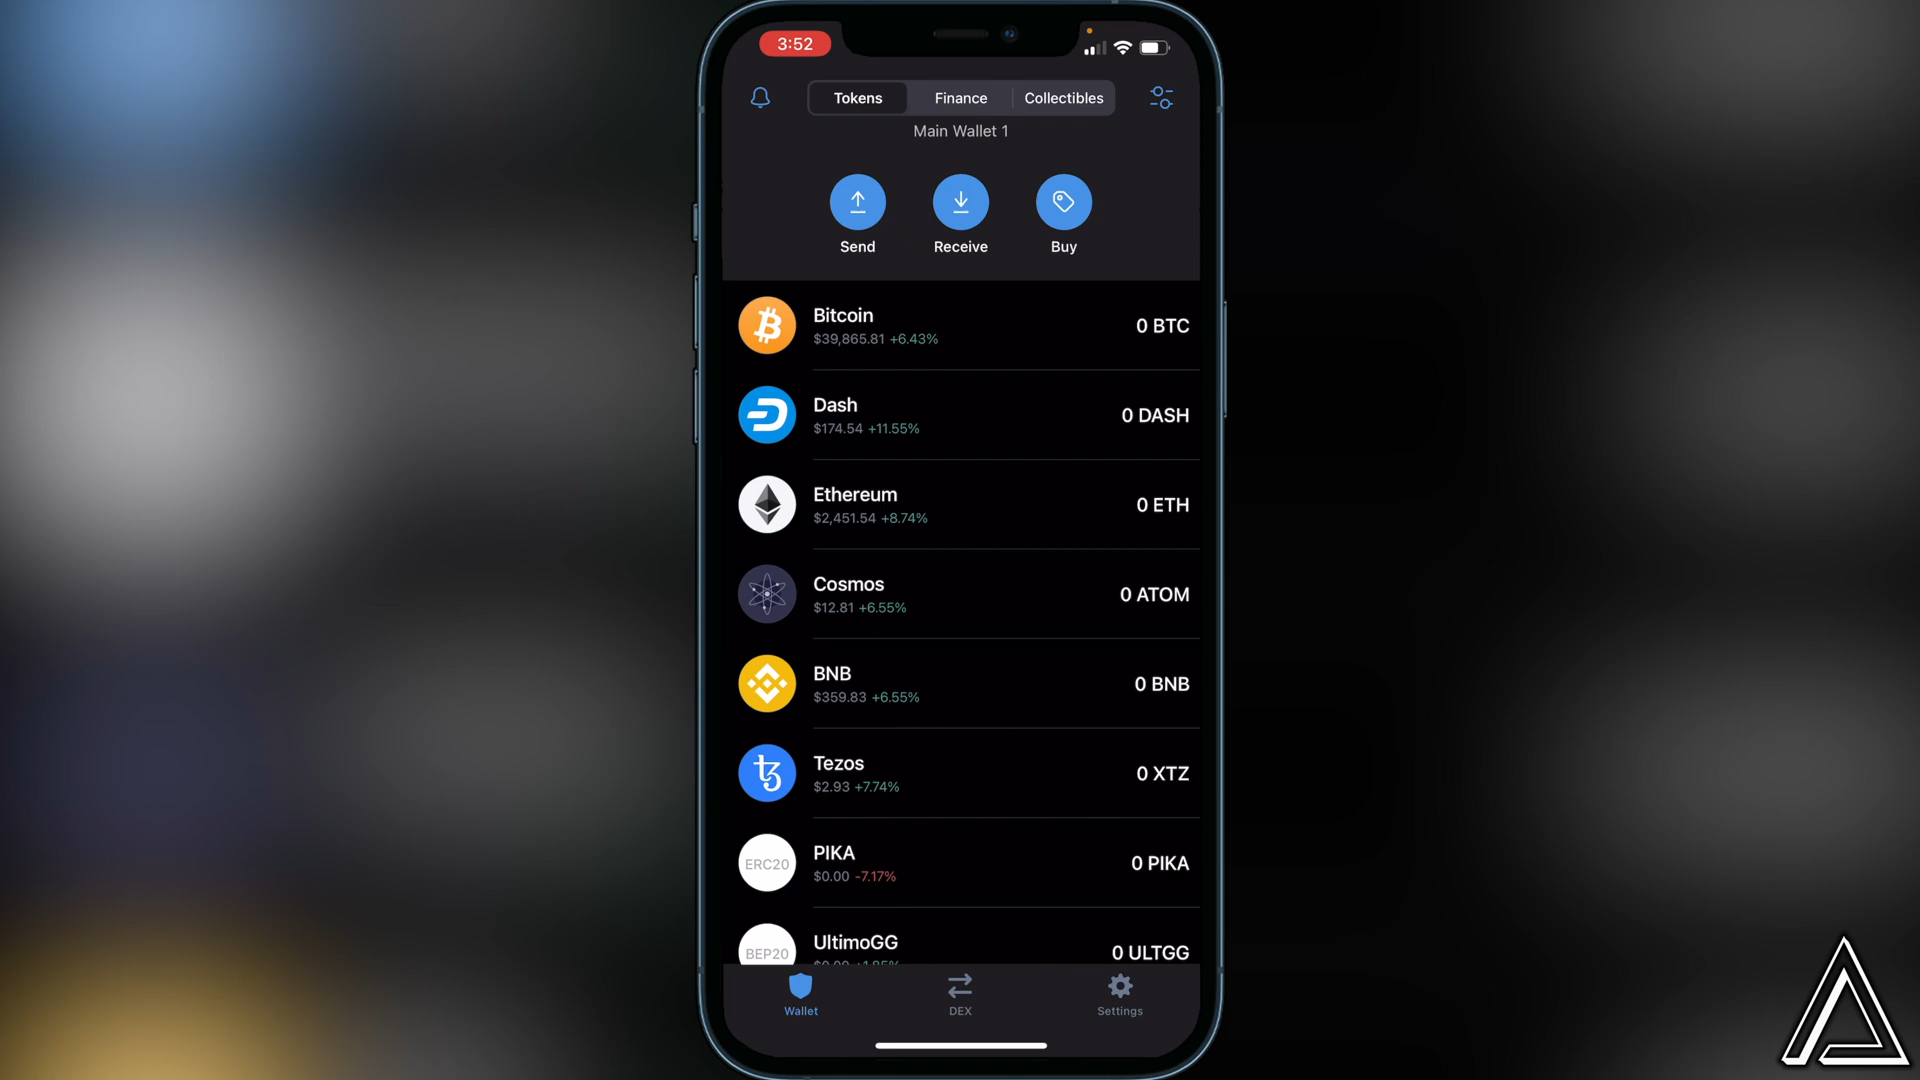 3:52
Tokens Finance Collectibles
Main Wallet 1
Send Receive Buy
Bitcoin
$39,865.81 +6.43%
0 BTC
Dash
$174.54 +11.55%
0 DASH
Ethereum
$2,451.54 +8.74%
0 ETH
Cosmos
$12.81 +6.55%
0 ATOM
BNB
$359.83 +6.55%
0 BNB
Tezos
$2.93 +7.74%
0 XTZ
ERC20
PIKA
$0.00 -7.17%
0 PIKA
BEP20
UltimoGG
0 ULTGG
Wallet DEX Settings